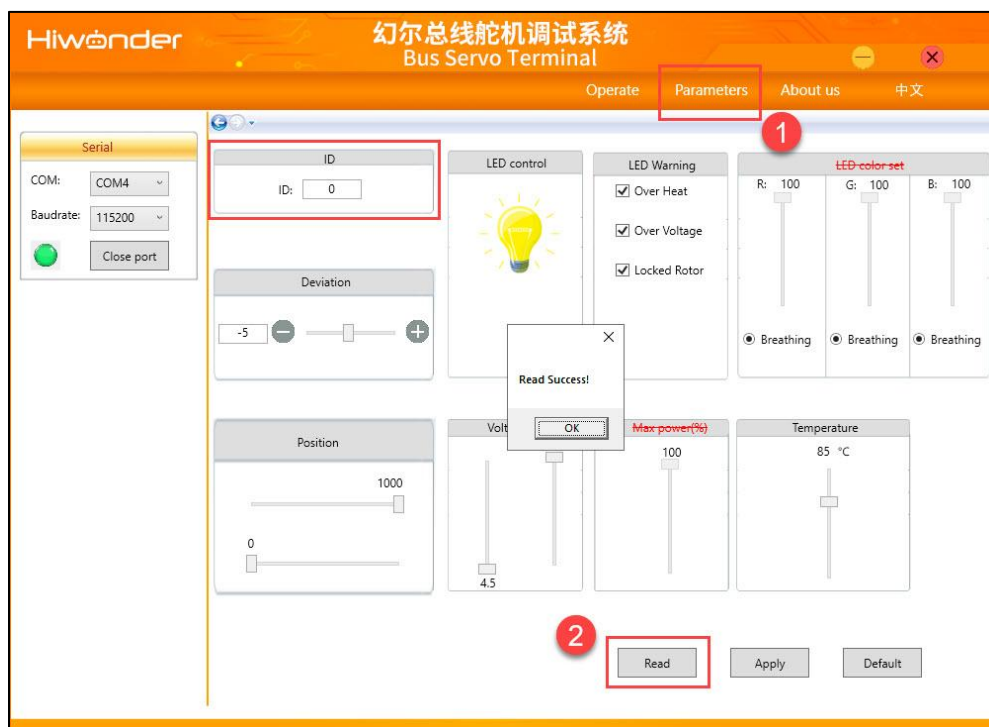 Hiwonder
幻尔总线舵机调试系统
Bus Servo Terminal
Operate Parameters About us 中文
1
Serial
COM: COM4
Baudrate: 115200
Close port
ID
ID: 0
LED control
LED Warning
Over Heat
Over Voltage
Locked Rotor
LED color set
R: 100 G: 100 B: 100
Breathing Breathing Breathing
Deviation
-5
Read Success!
OK
Position
1000
0
Volt
4.5
Max power(%)
100
Temperature
85 °C
2
Read Apply Default